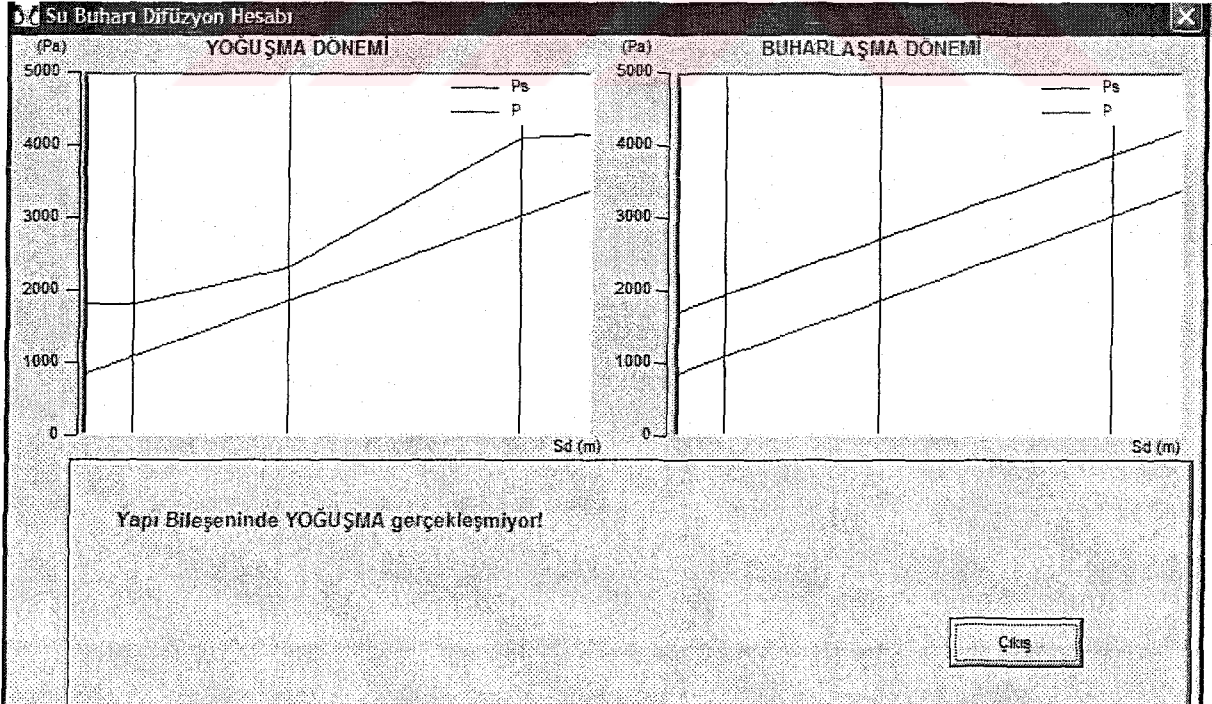 Su Buharı Difüzyon Hesabı
(Pa) YOĞUŞMA DÖNEMİ
5000
Ps
P
4000
3000
2000
1000
0
Sd (m)
(Pa) BUHARLAŞMA DÖNEMİ
5000
Ps
P
4000
3000
2000
1000
0
Sd (m)
Yapı Bileşeninde YOĞUŞMA gerçekleşmiyor!
Çıkış